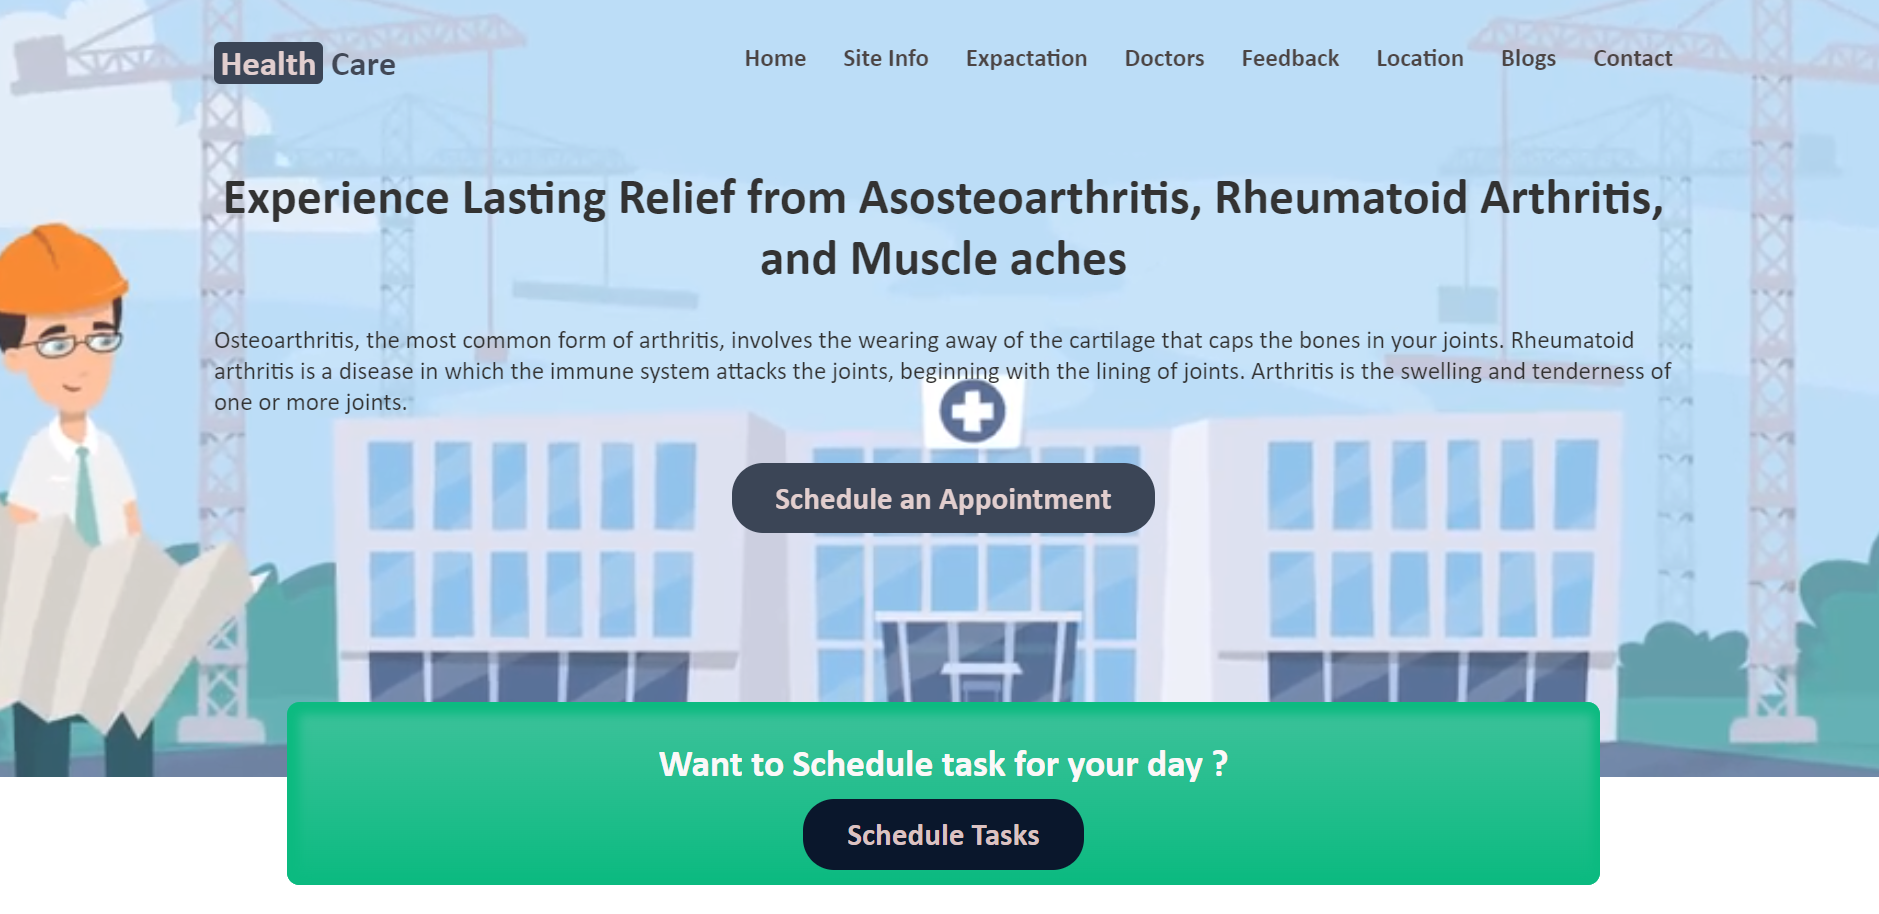 Health Care
Home Site Info Expactation Doctors Feedback Location Blogs Contact
Experience Lasting Relief from Asosteoarthritis, Rheumatoid Arthritis,
and Muscle aches
Osteoarthritis, the most common form of arthritis, involves the wearing away of the cartilage that caps the bones in your joints. Rheumatoid
arthritis is a disease in which the immune system attacks the joints, beginning with the lining of joints. Arthritis is the swelling and tenderness of
one or more joints.
Schedule an Appointment
Want to Schedule task for your day ?
Schedule Tasks